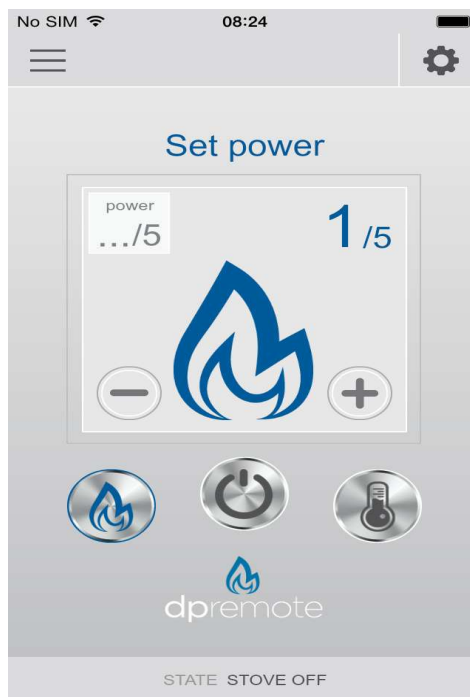 No SIM 08:24
Set power
power
.../5
1/5
dpremote
STATE STOVE OFF